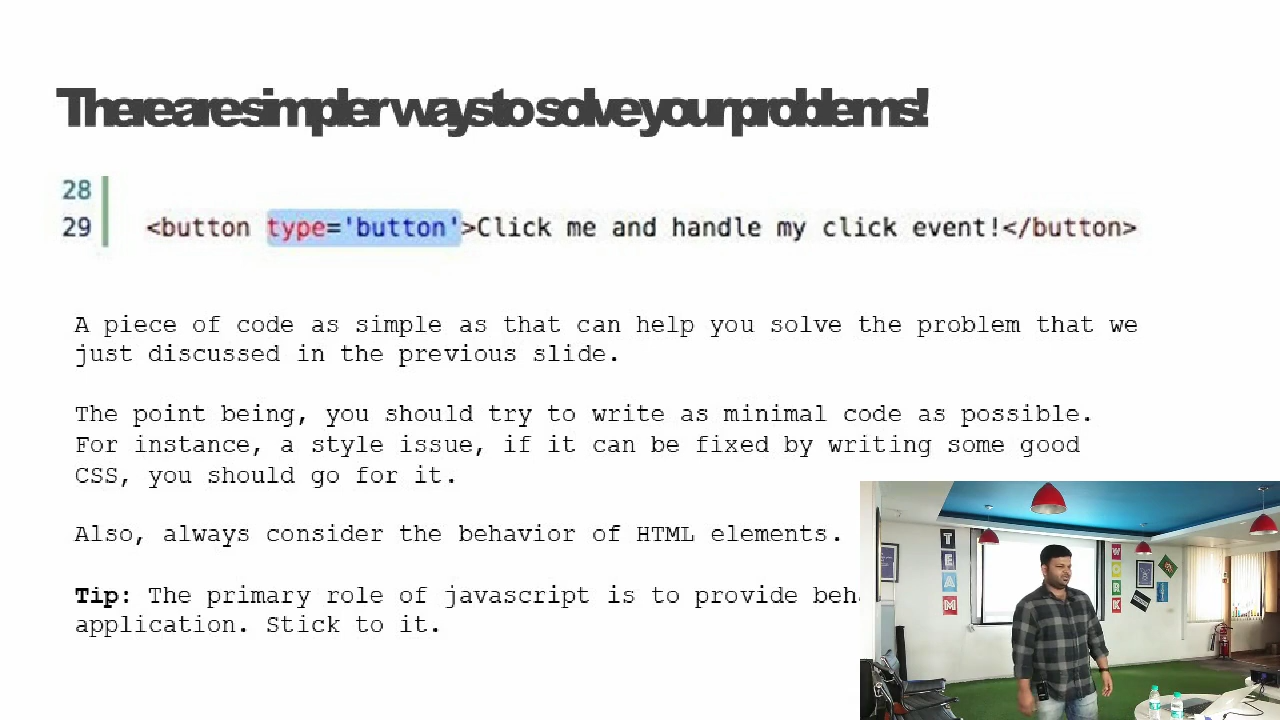 There are simpler ways to solve your problems!
28
29 <button type='button'>Click me and handle my click event!</button>
A piece of code as simple as that can help you solve the problem that we
just discussed in the previous slide.
The point being, you should try to write as minimal code as possible.
For instance, a style issue, if it can be fixed by writing some good
CSS, you should go for it.
Also, always consider the behavior of HTML elements.
Tip: The primary role of javascript is to provide
application. Stick to it.
TEAM
WORK